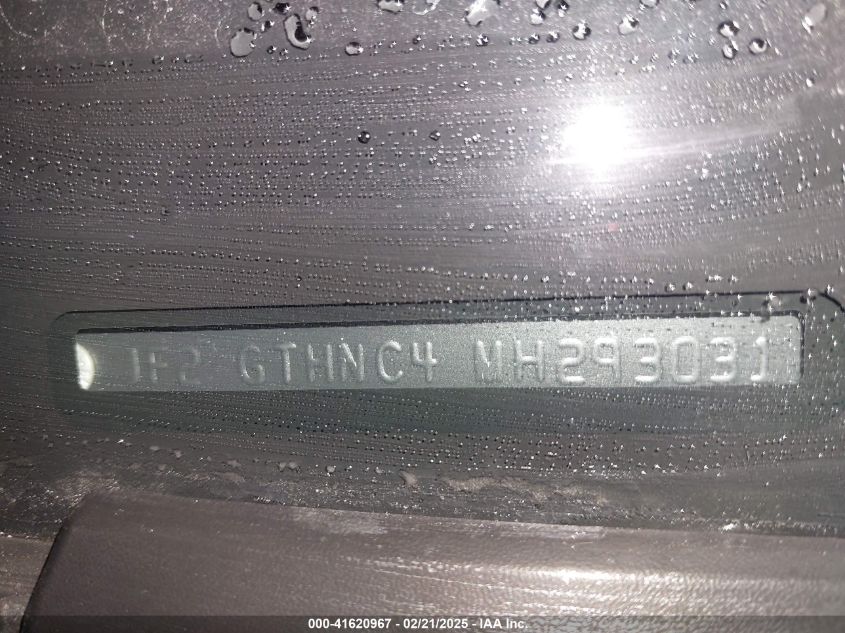 JF2 GTHNC4 MH293031
000-41620967 - 02/21/2025 - IAA Inc.